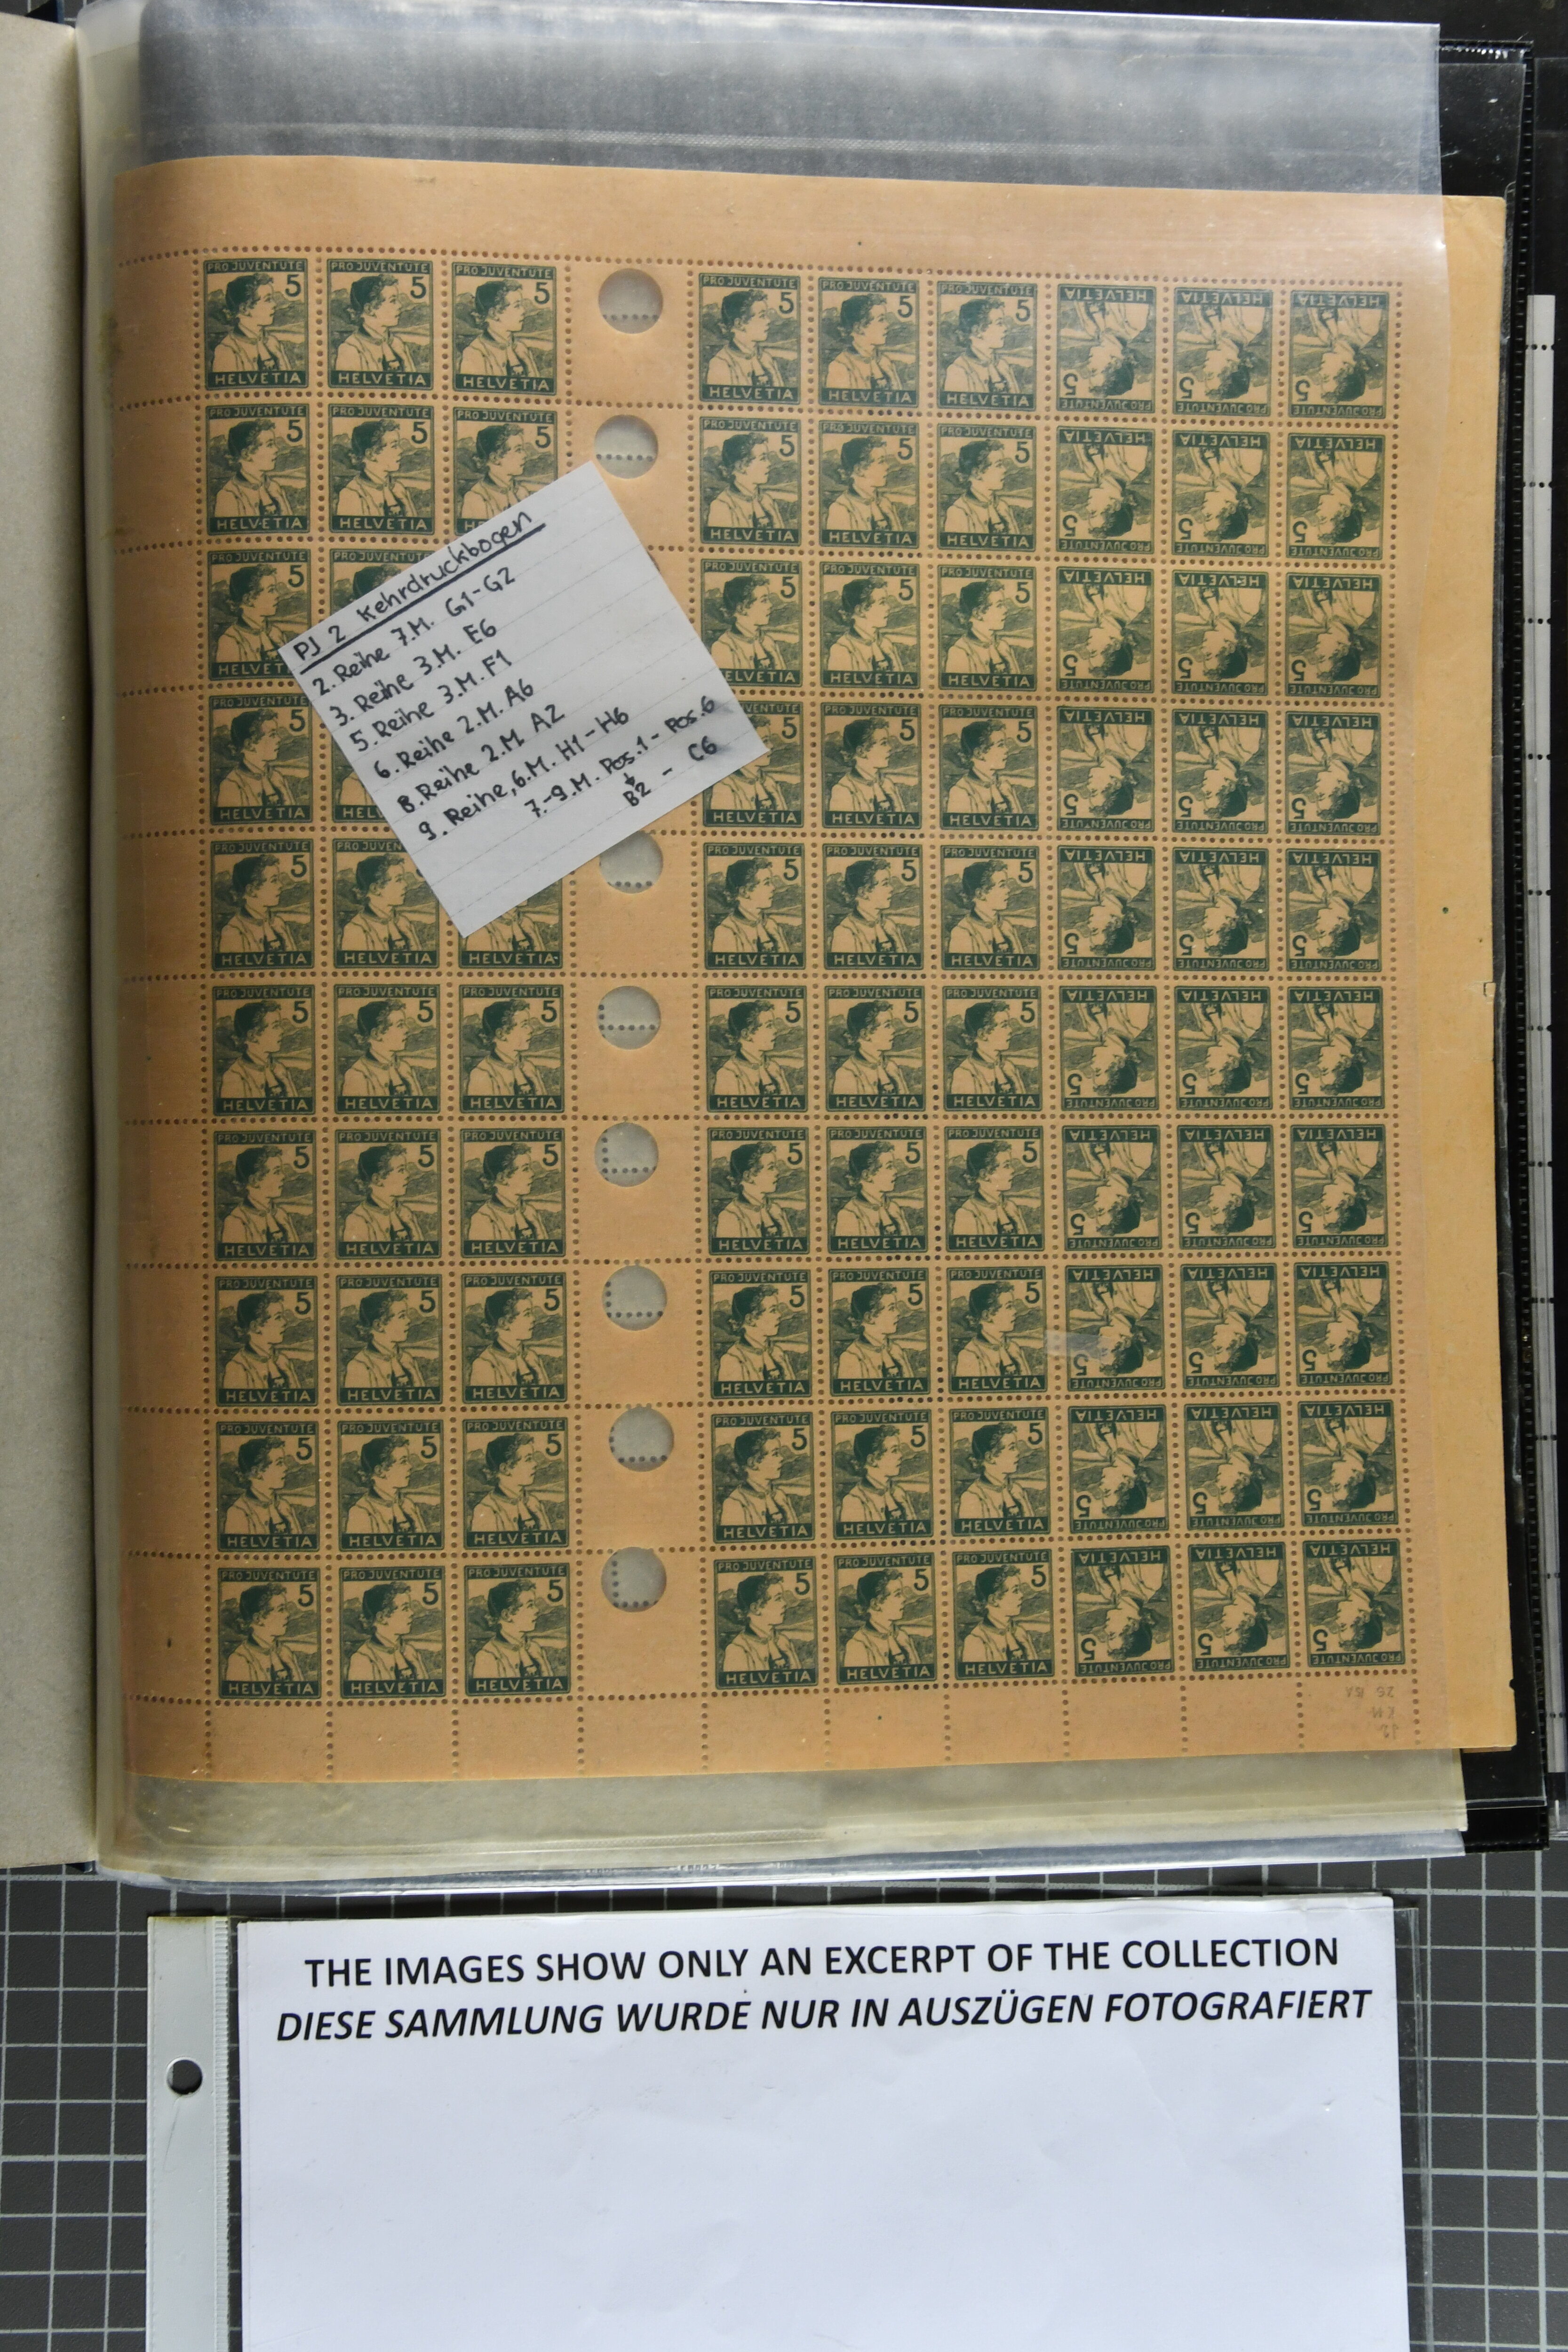 PRO JUVENTUTE
5
HELVETIA
PJ 2 Kehrdruckbogen
2. Reihe 7.M. G1-G2
3. Reihe 3.M. E6
5. Reihe 3.M. F1
6. Reihe 2.M. A6
8. Reihe 2.M A2
9. Reihe, 6.M. H1-H6
7.-9.M. Pos.1 - Pos.6
B2 - C6
THE IMAGES SHOW ONLY AN EXCERPT OF THE COLLECTION
DIESE SAMMLUNG WURDE NUR IN AUSZÜGEN FOTOGRAFIERT